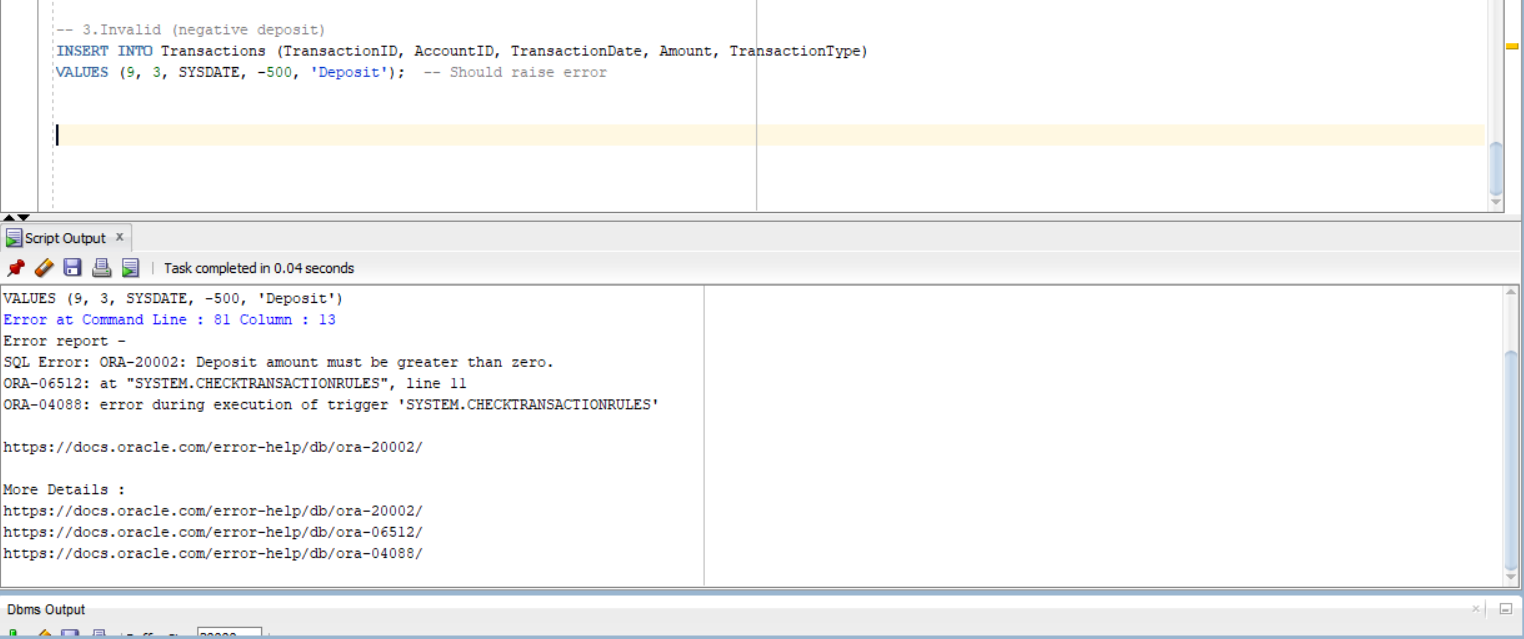 -- 3.Invalid (negative deposit)
INSERT INTO Transactions (TransactionID, AccountID, TransactionDate, Amount, TransactionType)
VALUES (9, 3, SYSDATE, -500, 'Deposit');  -- Should raise error
Script Output x
Task completed in 0.04 seconds
VALUES (9, 3, SYSDATE, -500, 'Deposit')
Error at Command Line : 81 Column : 13
Error report -
SQL Error: ORA-20002: Deposit amount must be greater than zero.
ORA-06512: at "SYSTEM.CHECKTRANSACTIONRULES", line 11
ORA-04088: error during execution of trigger 'SYSTEM.CHECKTRANSACTIONRULES'
https://docs.oracle.com/error-help/db/ora-20002/
More Details :
https://docs.oracle.com/error-help/db/ora-20002/
https://docs.oracle.com/error-help/db/ora-06512/
https://docs.oracle.com/error-help/db/ora-04088/
Dbms Output